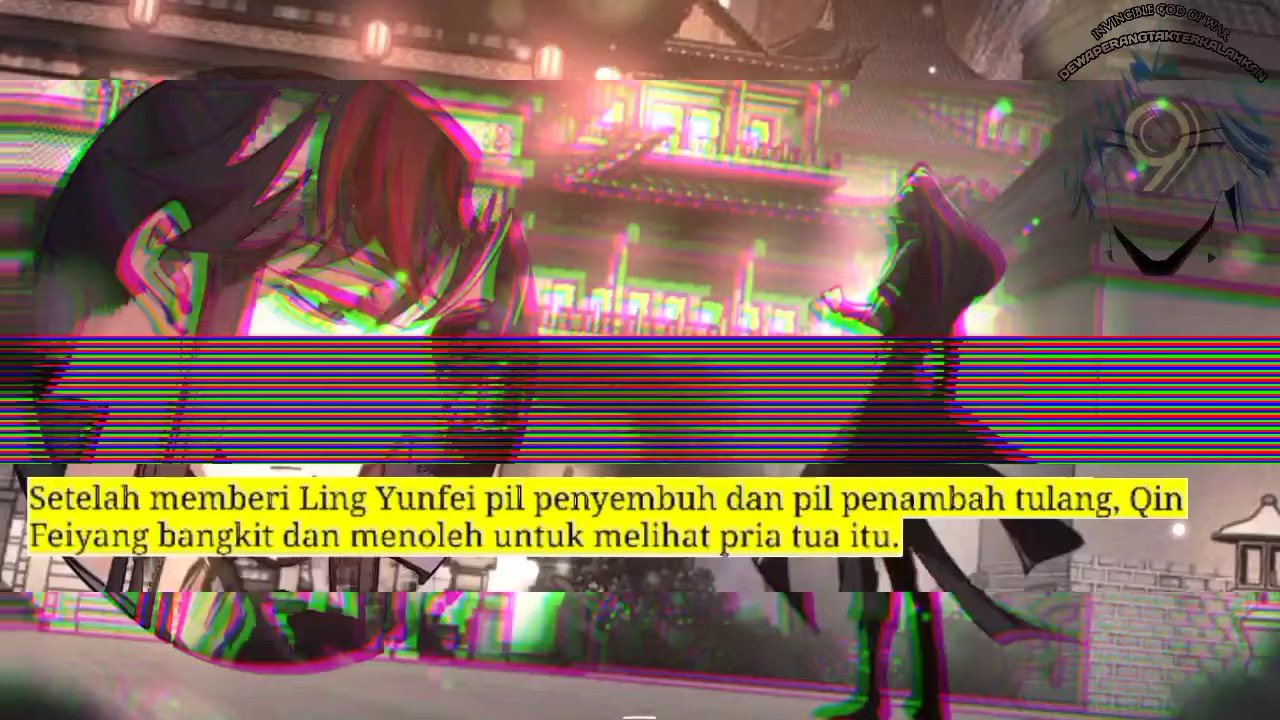 INVINCIBLE GOD OF WAR
DEWAPERANGTAKTERKALAHKAN
9
Setelah memberi Ling Yunfei pil penyembuh dan pil penambah tulang, Qin
Feiyang bangkit dan menoleh untuk melihat pria tua itu.